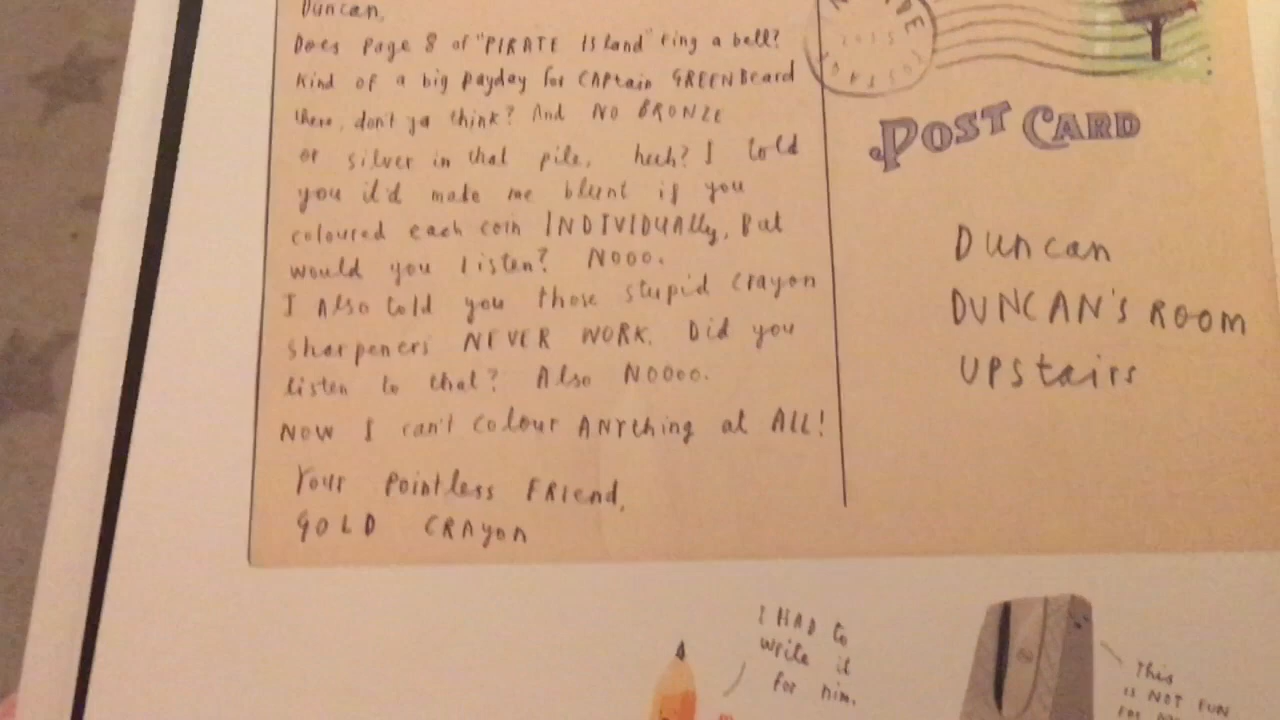 Duncan,
Does page 8 of "PIRATE ISland" ring a bell?
Kind of a big payday for CAPtain GREENBeard
there, don't ya think? And NO BRONZE
or silver in that pile, huh? I told
you it'd make me blunt if you
coloured each coin INDIVIDUAlly, But
would you listen? Nooo.
I Also told you those stupid crayon
sharpeners NEVER WORK. Did you
listen to that? Also Noooo.
NOW I can't colour ANYthing at ALL!
Your pointless FRIend,
GOLD CRAYon
2015
POST CARD
Duncan
DUNCAN'S ROOM
UPstairs
I HAD to
write it
for him.
This
is NOT FUN